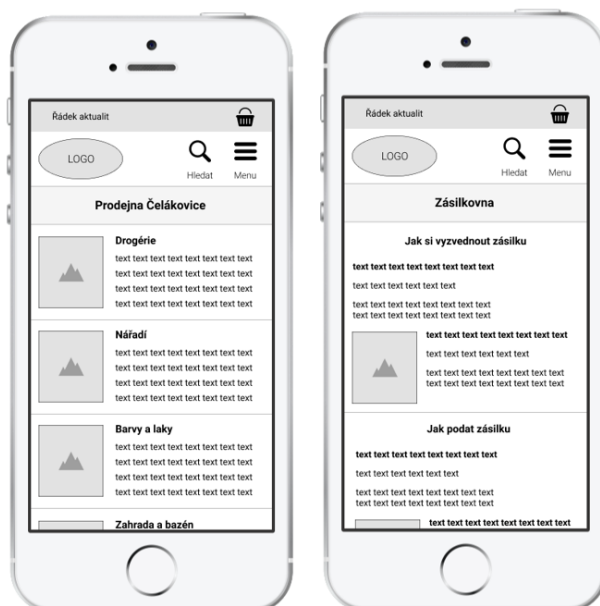 Řádek aktualit
LOGO
Hledat
Menu
Prodejna Čelákovice
Drogérie
text text text text text text text
text text text text text text text
text text text text text text text
text text text text text text text
Nářadí
text text text text text text text
text text text text text text text
text text text text text text text
text text text text text text text
Barvy a laky
text text text text text text text
text text text text text text text
text text text text text text text
text text text text text text text
Zahrada a bazén
Řádek aktualit
LOGO
Hledat
Menu
Zásilkovna
Jak si vyzvednout zásilku
text text text text text text text
text text text text text
text text text text text text text
text text text text text text text
text text text text text text text
text text text text text
text text text text text text text
text text text text text text text
Jak podat zásilku
text text text text text text text
text text text text text
text text text text text text text
text text text text text text text
text text text text text text text